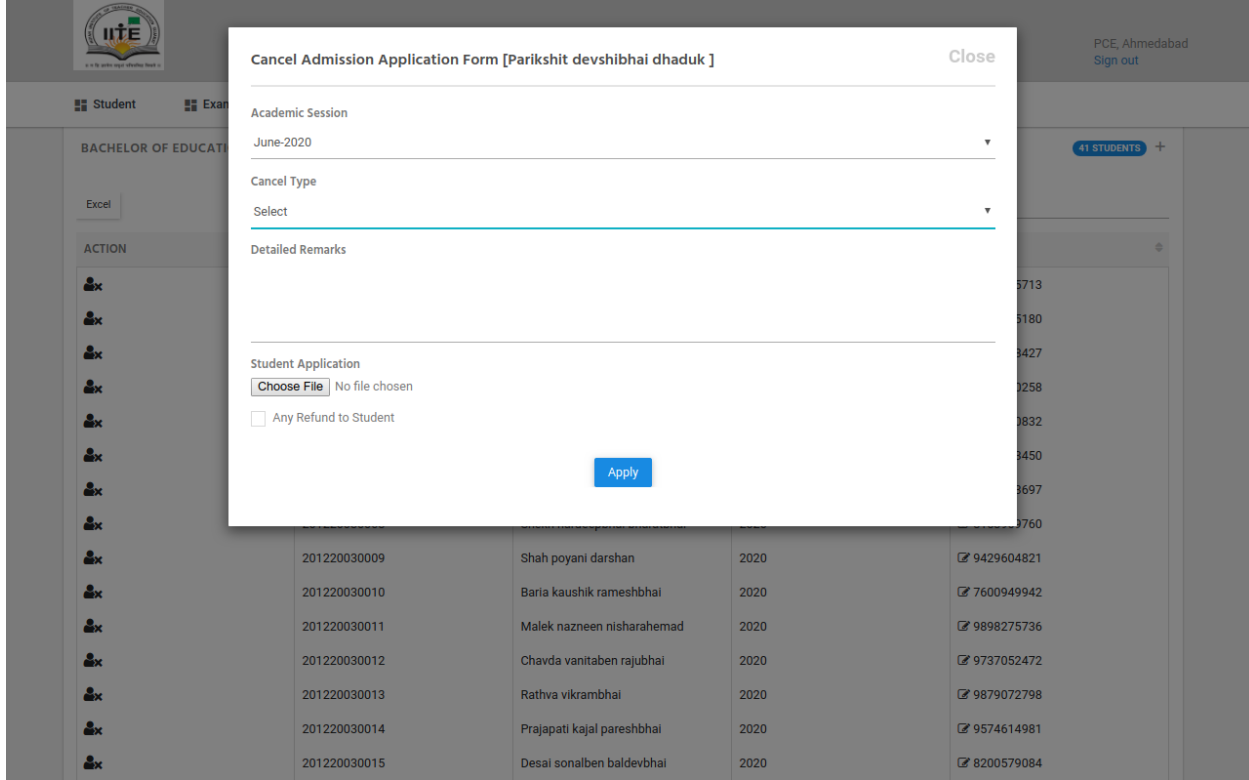 IITE
PCE, Ahmedabad
Sign out
Cancel Admission Application Form [Parikshit devshibhai dhaduk ]
Close
Student
Exam
BACHELOR OF EDUCATI
41 STUDENTS +
Academic Session
June-2020
Cancel Type
Select
Excel
ACTION
Detailed Remarks
5713
5180
3427
Student Application
Choose File No file chosen
0258
Any Refund to Student
0832
3450
Apply
3697
9760
201220030009 Shah poyani darshan 2020 9429604821
201220030010 Baria kaushik rameshbhai 2020 7600949942
201220030011 Malek nazneen nisharahemad 2020 9898275736
201220030012 Chavda vanitaben rajubhai 2020 9737052472
201220030013 Rathva vikrambhai 2020 9879072798
201220030014 Prajapati kajal pareshbhai 2020 9574614981
201220030015 Desai sonalben baldevbhai 2020 8200579084